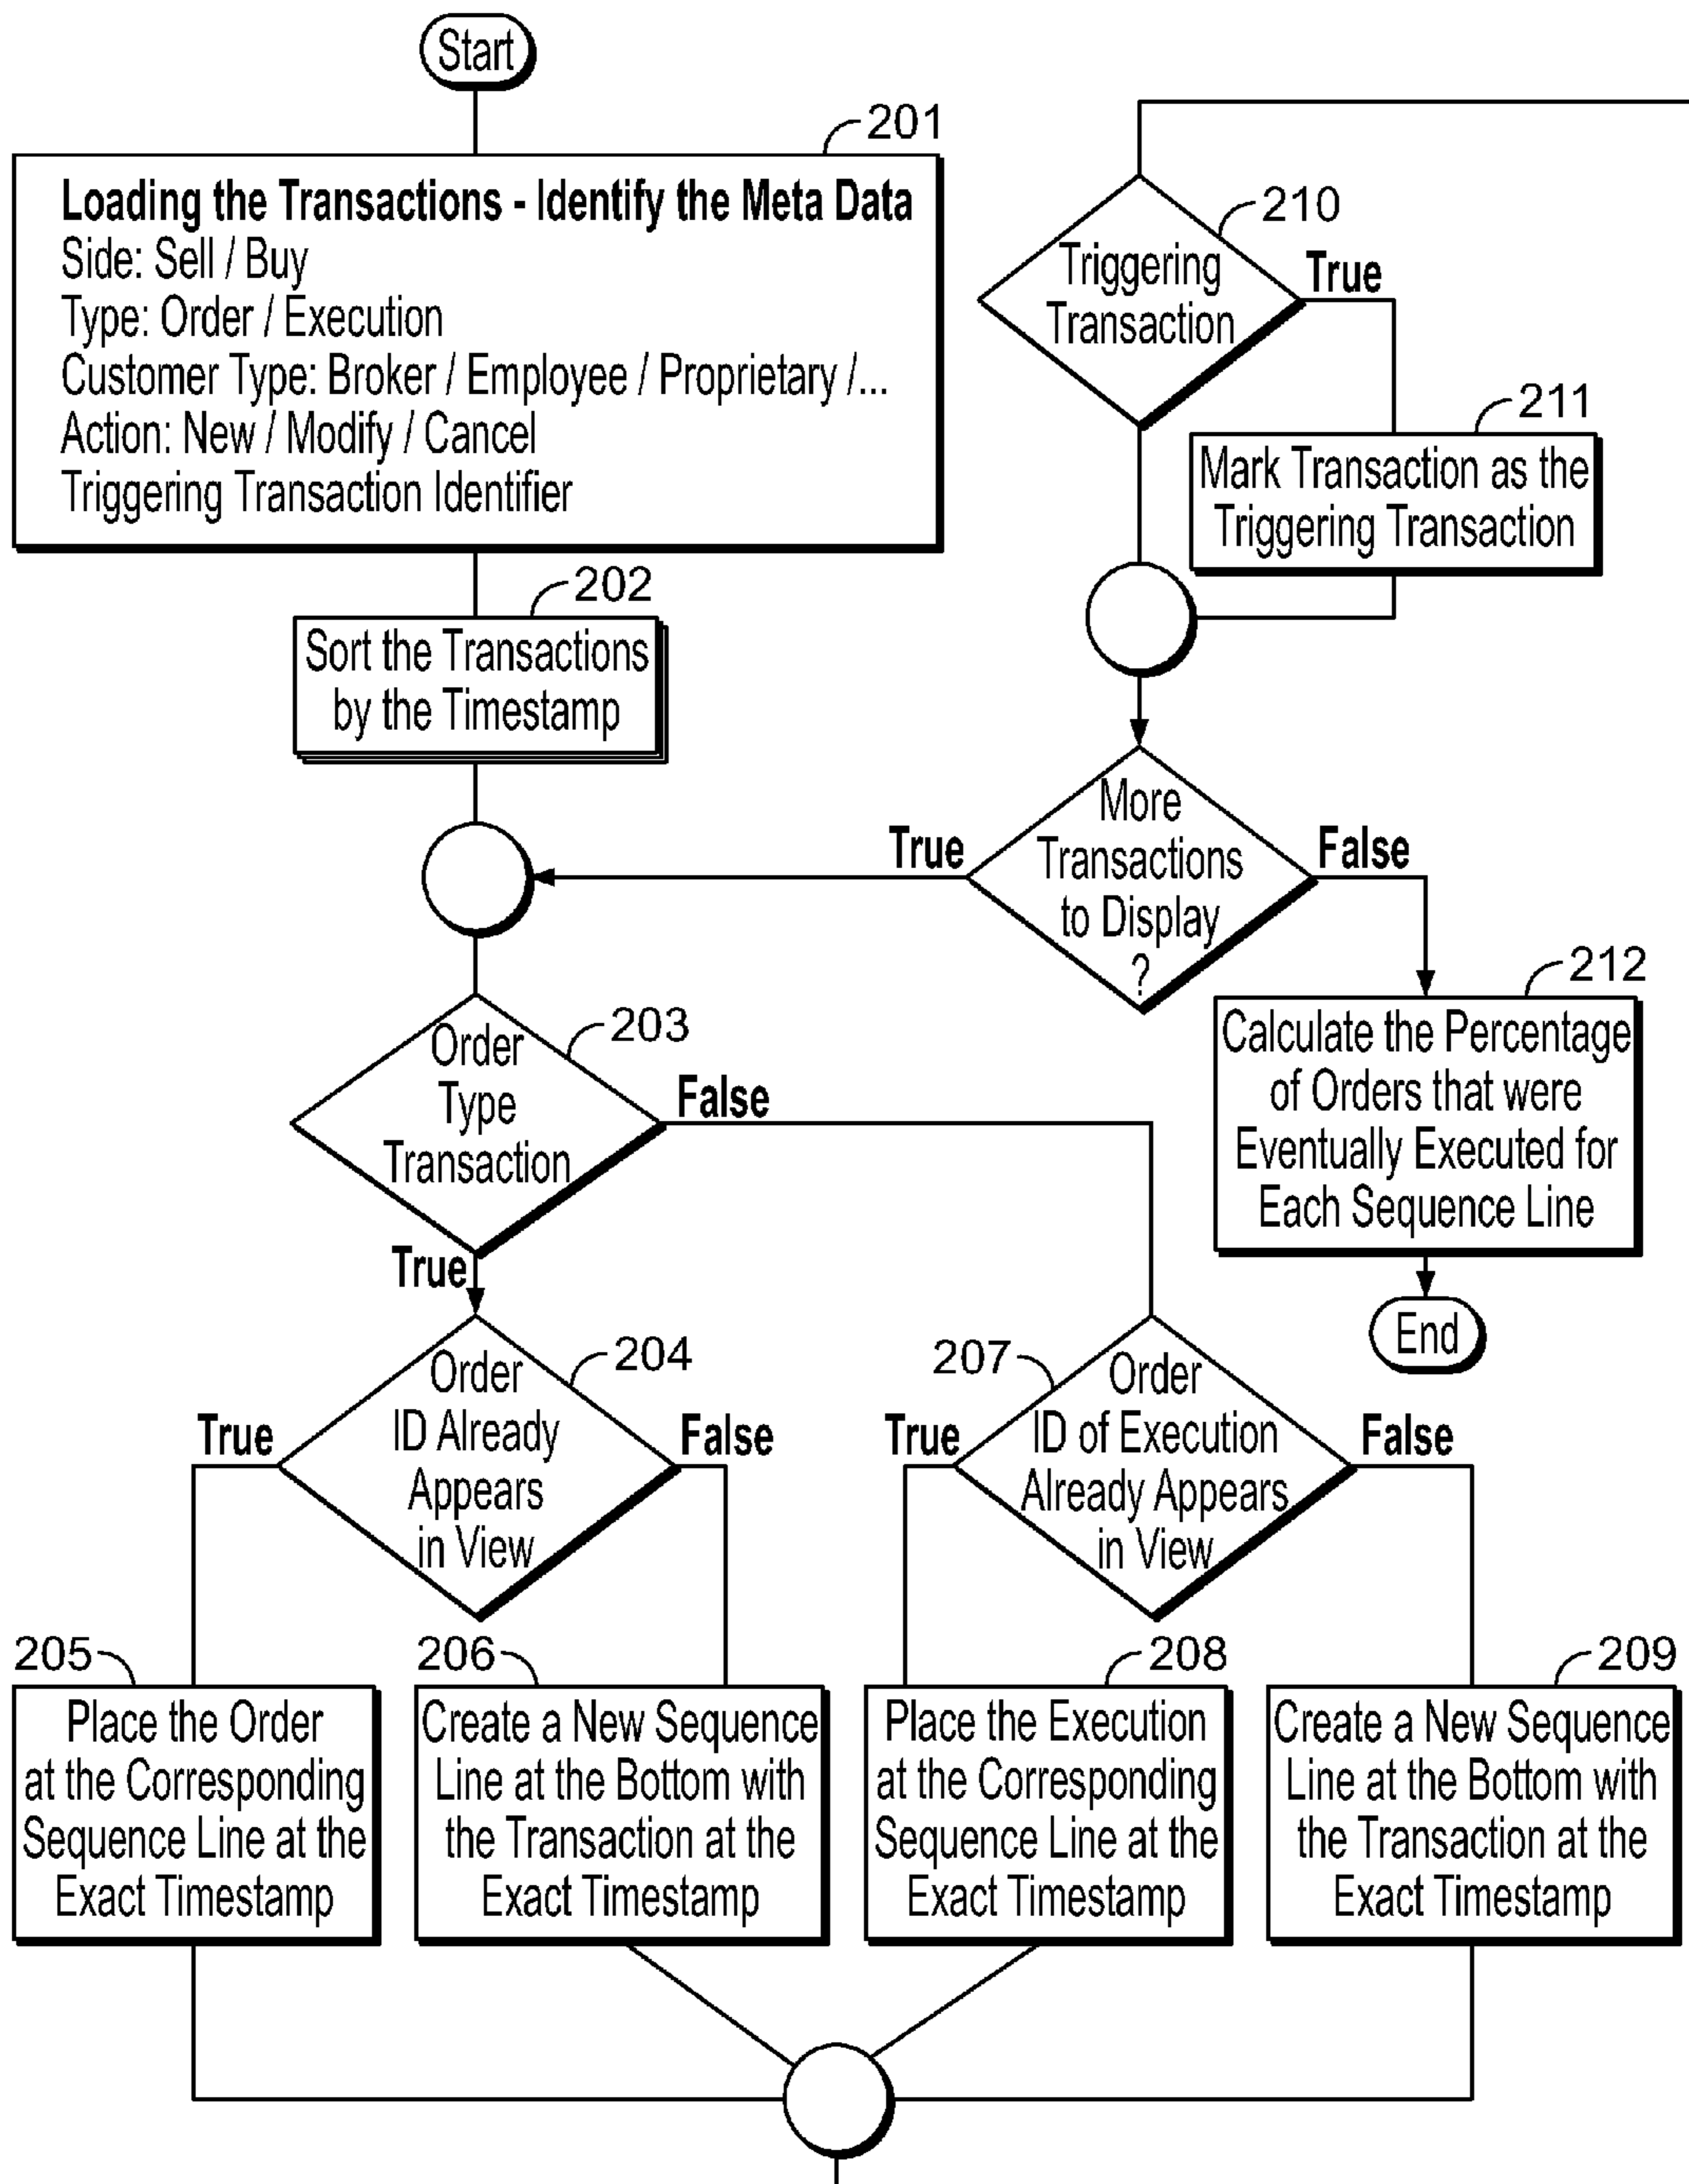 Start
201
Loading the Transactions - Identify the Meta Data
Side: Sell / Buy
Type: Order / Execution
Customer Type: Broker / Employee / Proprietary /...
Action: New / Modify / Cancel
Triggering Transaction Identifier
202
Sort the Transactions
by the Timestamp
203
Order
Type
Transaction
False
True
204
Order
ID Already
Appears
in View
True
False
205
Place the Order
at the Corresponding
Sequence Line at the
Exact Timestamp
206
Create a New Sequence
Line at the Bottom with
the Transaction at the
Exact Timestamp
207
Order
ID of Execution
Already Appears
in View
True
False
208
Place the Execution
at the Corresponding
Sequence Line at the
Exact Timestamp
209
Create a New Sequence
Line at the Bottom with
the Transaction at the
Exact Timestamp
210
Triggering
Transaction
True
211
Mark Transaction as the
Triggering Transaction
More
Transactions
to Display
?
True
False
212
Calculate the Percentage
of Orders that were
Eventually Executed for
Each Sequence Line
End